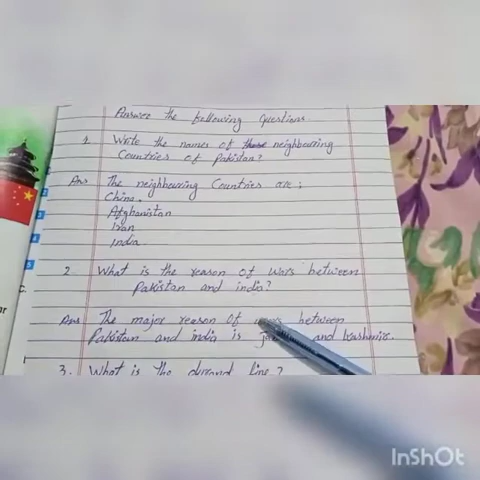 Answer the following Questions
1. Write the names of these neighbouring
Countries of Pakistan?
Ans The neighbouring Countries are:
China.
Afghanistan
Iran
India
2. What is the reason of wars between
Pakistan and india?
Ans The major reason of wars between
Pakistan and india is and kashmir.
3. What is the durand line?
InShOt